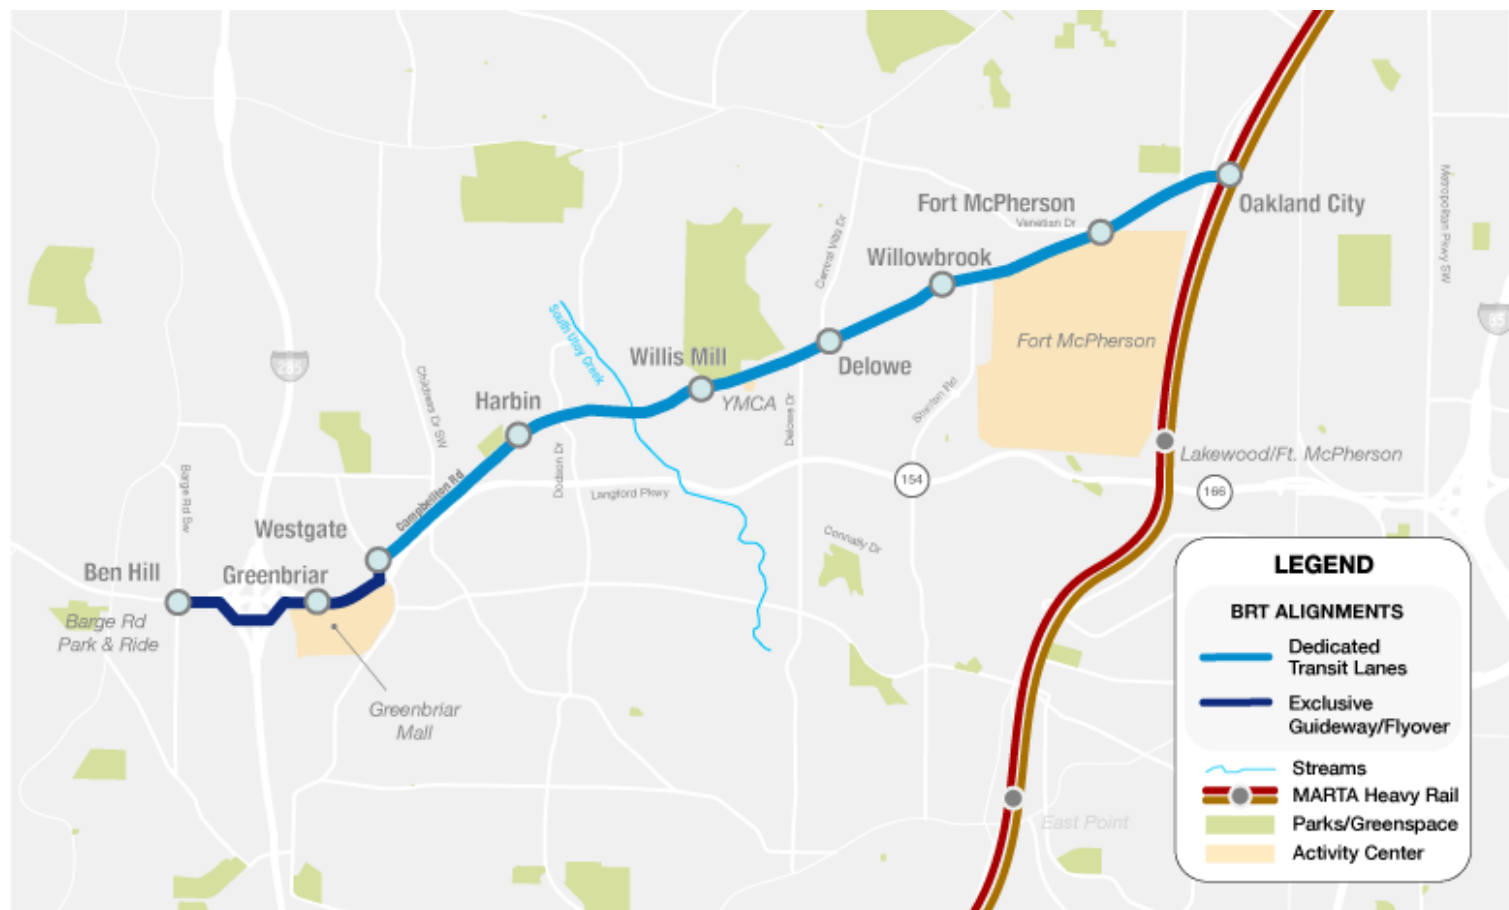 Fort McPherson
Venetian Dr
Oakland City
Metropolitan Pkwy SW
Central Villa Dr
Willowbrook
South Utoy Creek
85
Fort McPherson
285
Willis Mill
Delowe
YMCA
Harbin
Childress Dr SW
Stanton Rd
Delowe Dr
Dodson Dr
Lakewood/Ft. McPherson
Barge Rd SW
Campbellton Rd
Langford Pkwy
154
166
Westgate
Connally Dr
Ben Hill
Greenbriar
Barge Rd
Park & Ride
Greenbriar
Mall
East Point
LEGEND
BRT ALIGNMENTS
Dedicated
Transit Lanes
Exclusive
Guideway/Flyover
Streams
MARTA Heavy Rail
Parks/Greenspace
Activity Center